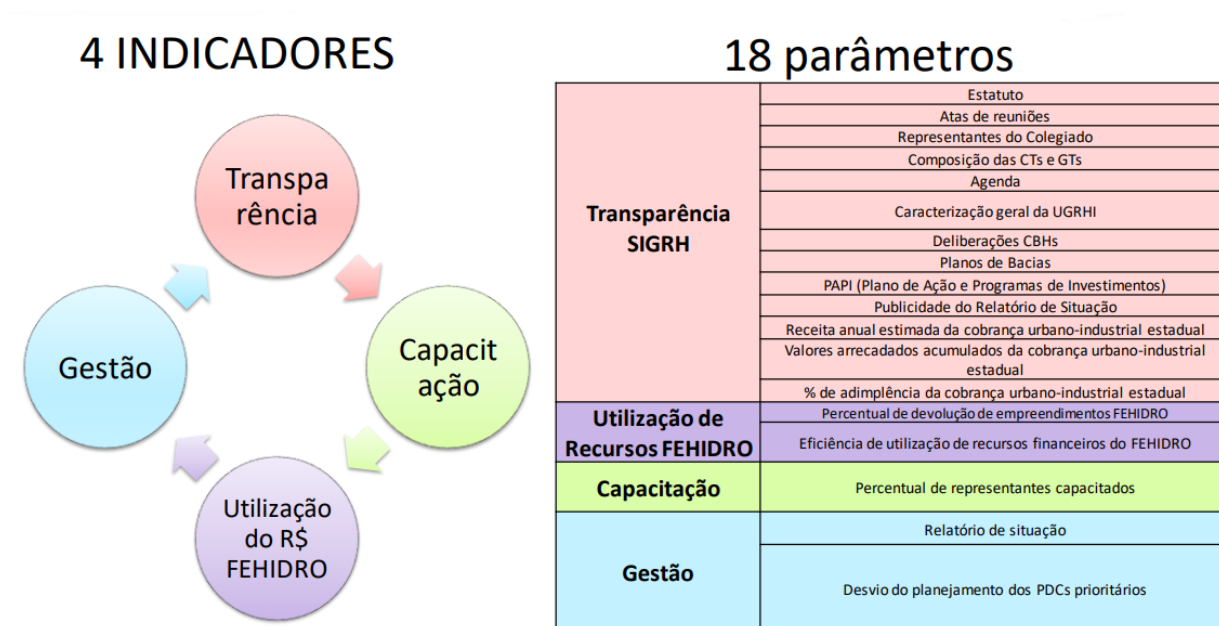 4 INDICADORES
Transpa
rência
Capacit
ação
Utilização
do R$
FEHIDRO
Gestão
18 parâmetros
Transparência
SIGRH
Estatuto
Atas de reuniões
Representantes do Colegiado
Composição das CTs e GTs
Agenda
Caracterização geral da UGRHI
Deliberações CBHs
Planos de Bacias
PAPI (Plano de Ação e Programas de Investimentos)
Publicidade do Relatório de Situação
Receita anual estimada da cobrança urbano-industrial estadual
Valores arrecadados acumulados da cobrança urbano-industrial
estadual
% de adimplência da cobrança urbano-industrial estadual
Utilização de
Recursos FEHIDRO
Percentual de devolução de empreendimentos FEHIDRO
Eficiência de utilização de recursos financeiros do FEHIDRO
Capacitação
Percentual de representantes capacitados
Gestão
Relatório de situação
Desvio do planejamento dos PDCs prioritários